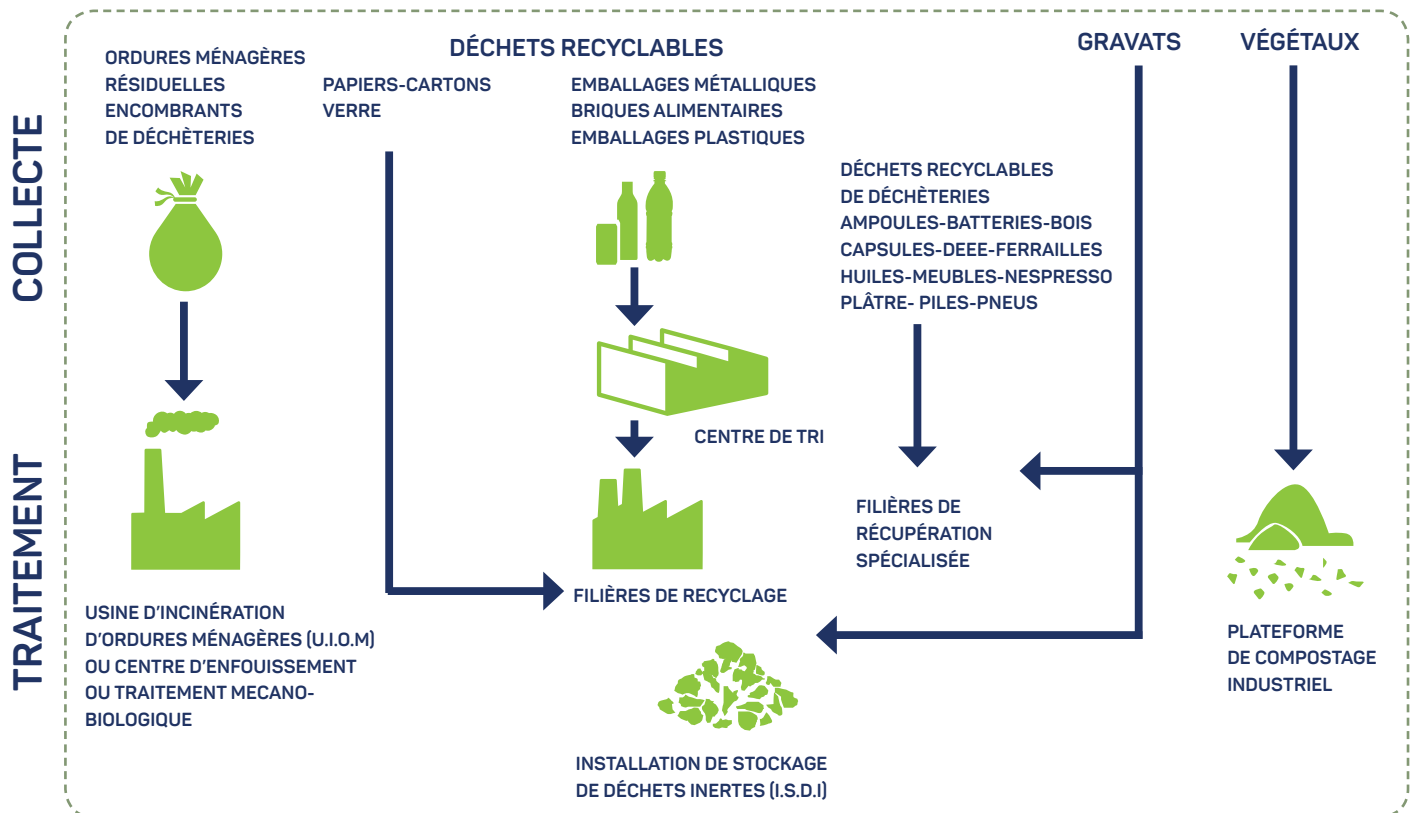 COLLECTE
TRAITEMENT
ORDURES MÉNAGÈRES
RÉSIDUELLES
ENCOMBRANTS
DE DÉCHÈTERIES
DÉCHETS RECYCLABLES
PAPIERS-CARTONS
VERRE
EMBALLAGES MÉTALLIQUES
BRIQUES ALIMENTAIRES
EMBALLAGES PLASTIQUES
DÉCHETS RECYCLABLES
DE DÉCHÈTERIES
AMPOULES-BATTERIES-BOIS
CAPSULES-DEEE-FERRAILLES
HUILES-MEUBLES-NESPRESSO
PLÂTRE- PILES-PNEUS
GRAVATS
VÉGÉTAUX
CENTRE DE TRI
FILIÈRES DE
RÉCUPÉRATION
SPÉCIALISÉE
USINE D'INCINÉRATION
D'ORDURES MÉNAGÈRES (U.I.O.M)
OU CENTRE D'ENFOUISSEMENT
OU TRAITEMENT MECANO-
BIOLOGIQUE
FILIÈRES DE RECYCLAGE
INSTALLATION DE STOCKAGE
DE DÉCHETS INERTES (I.S.D.I)
PLATEFORME
DE COMPOSTAGE
INDUSTRIEL